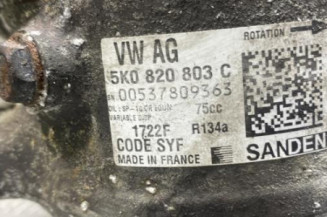 VW AG
ROTATION
5K0 820 803 C
00537809363
75cc
1722F R134a
CODE SYF
MADE IN FRANCE
SANDEN